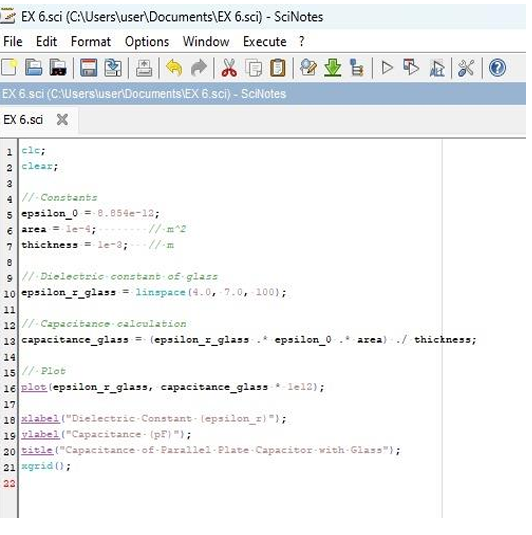 EX 6.sci (C:\Users\user\Documents\EX 6.sci) - SciNotes
File Edit Format Options Window Execute ?
EX 6.sci (C:\Users\user\Documents\EX 6.sci) - SciNotes
EX 6.sci
1 clc;
2 clear;
3
4 // Constants
5 epsilon_0 = 8.854e-12;
6 area = 1e-4; // m^2
7 thickness = 1e-3; // m
8
9 // Dielectric constant of glass
10 epsilon_r_glass = linspace(4.0, 7.0, 100);
11
12 // Capacitance calculation
13 capacitance_glass = (epsilon_r_glass .* epsilon_0 .* area) ./ thickness;
14
15 // Plot
16 plot(epsilon_r_glass, capacitance_glass * 1e12);
17
18 xlabel("Dielectric Constant (epsilon_r)");
19 ylabel("Capacitance (pF)");
20 title("Capacitance of Parallel Plate Capacitor with Glass");
21 xgrid();
22